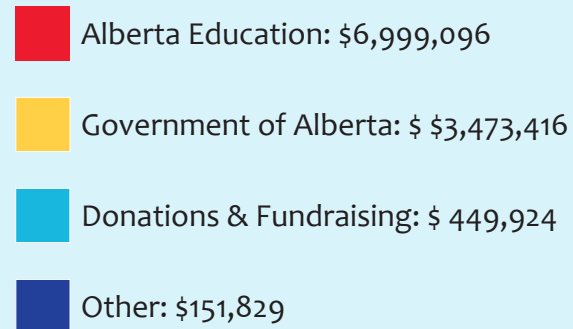 Alberta Education: $6,999,096
Government of Alberta: $ $3,473,416
Donations & Fundraising: $ 449,924
Other: $151,829